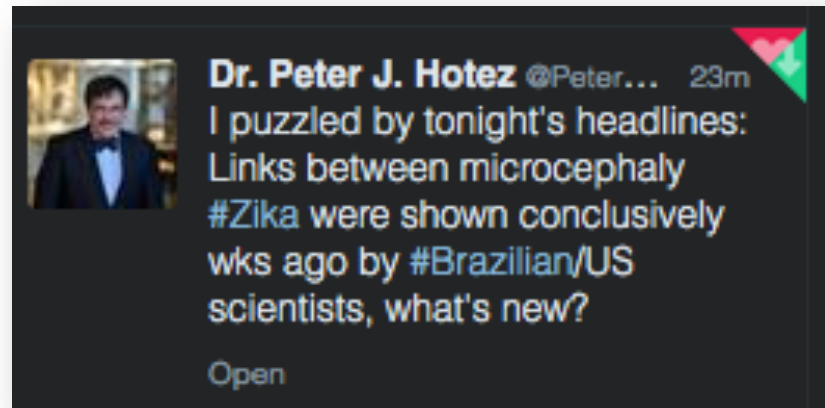 Dr. Peter J. Hotez @Peter... 23m
I puzzled by tonight's headlines:
Links between microcephaly
#Zika were shown conclusively
wks ago by #Brazilian/US
scientists, what's new?
Open